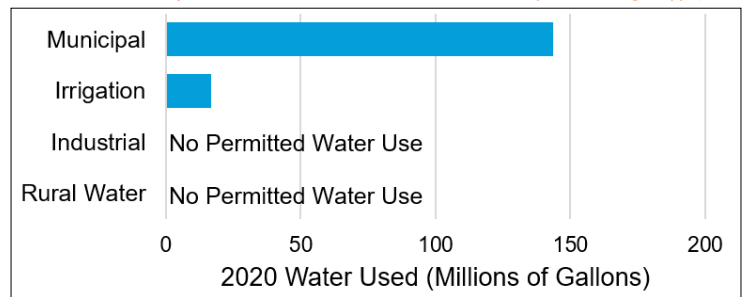 Municipal
Irrigation
Industrial No Permitted Water Use
Rural Water No Permitted Water Use
0 50 100 150 200
2020 Water Used (Millions of Gallons)